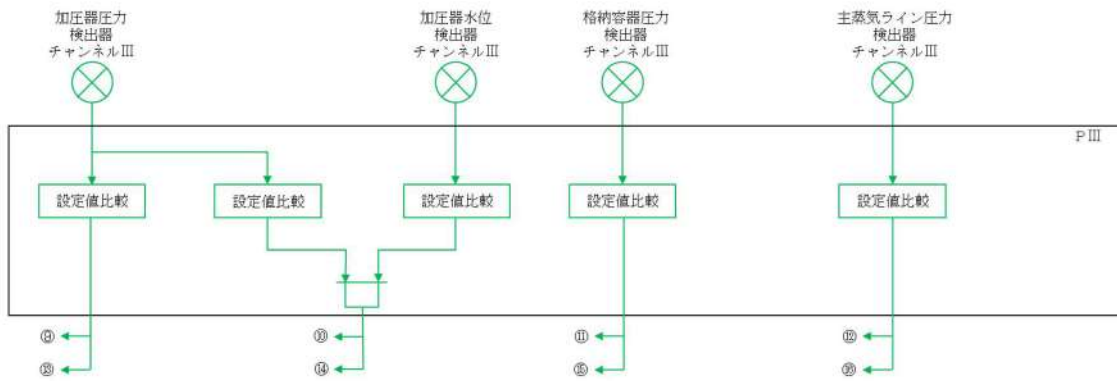 加圧器圧力
検出器
チャンネルⅢ
加圧器水位
検出器
チャンネルⅢ
格納容器圧力
検出器
チャンネルⅢ
主蒸気ライン圧力
検出器
チャンネルⅢ
PⅢ
設定値比較
設定値比較
設定値比較
設定値比較
設定値比較
⑨
⑩
⑪
⑫
⑬
⑭
⑮
⑯